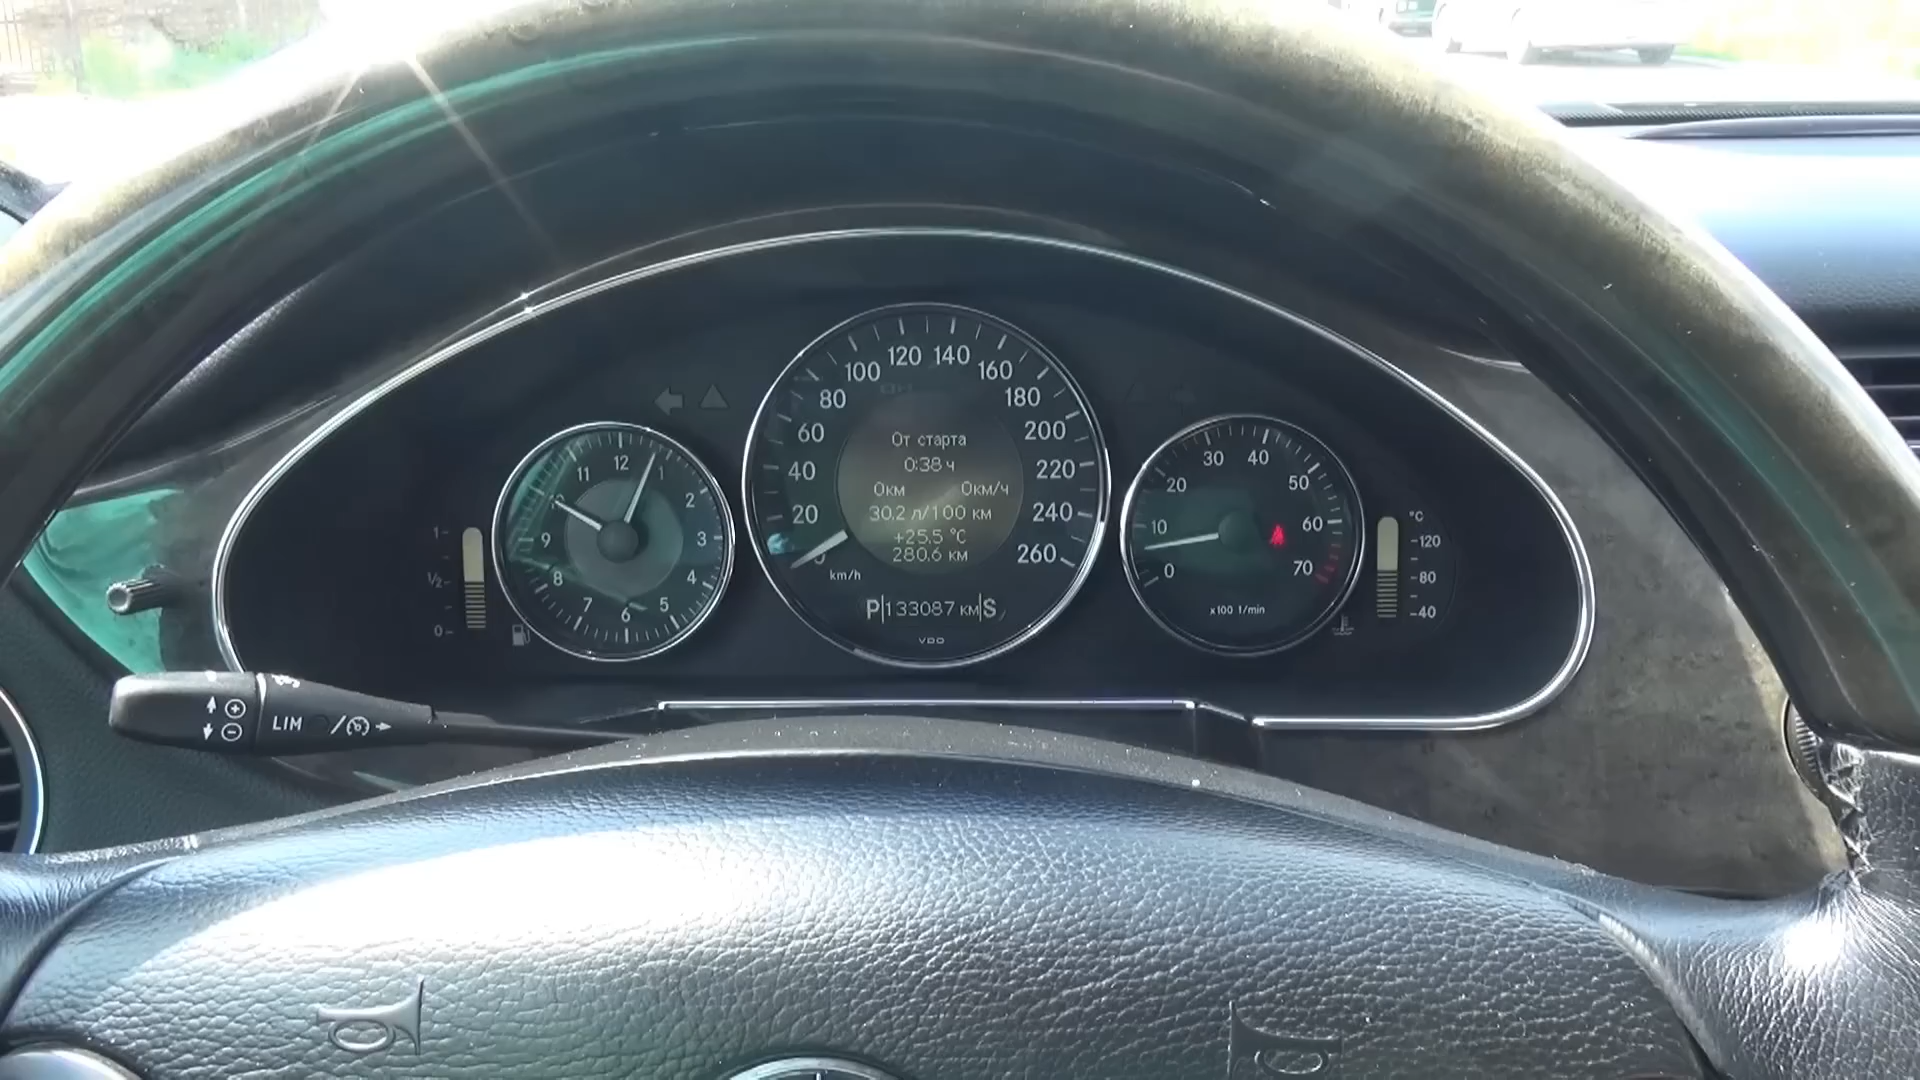 120 140
100 160
80 180
60 200
40 220
20 240
0 260
km/h
От старта
0:38 ч
0км 0км/ч
30.2 л/100 км
+25.5 °C
280.6 км
P 133087 км S
VDO
12
11 1
10 2
9 3
8 4
7 5
6
1
1/2
0
30 40
20 50
10 60
0 70
x100 1/min
°C
120
80
40
LIM